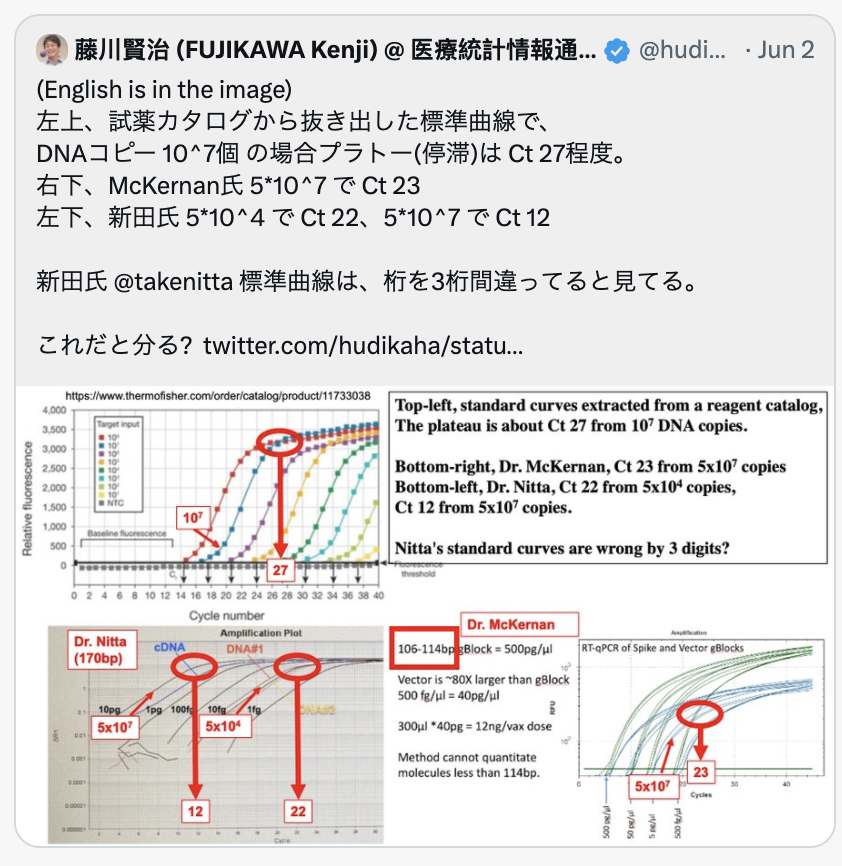 藤川賢治 (FUJIKAWA Kenji) @ 医療統計情報通... @hudi... · Jun 2
(English is in the image)
左上、試薬カタログから抜き出した標準曲線で、
DNAコピー 10^7個 の場合プラトー(停滞)は Ct 27程度。
右下、McKernan氏 5*10^7 で Ct 23
左下、新田氏 5*10^4 で Ct 22、5*10^7 で Ct 12
新田氏 @takenitta 標準曲線は、桁を3桁間違ってると見てる。
これだと分る? twitter.com/hudikaha/statu...
https://www.thermofisher.com/order/catalog/product/11733038
4,000
3,500
3,000
2,500
2,000
1,500
1,000
500
0
Relative fluorescence
Target input
NTC
10⁷
Baseline fluorescence
27
Fluorescence
threshold
0 2 4 6 8 10 12 14 16 18 20 22 24 26 28 30 32 34 36 38 40
Cycle number
Top-left, standard curves extracted from a reagent catalog,
The plateau is about Ct 27 from 10⁷ DNA copies.
Bottom-right, Dr. McKernan, Ct 23 from 5x10⁷ copies
Bottom-left, Dr. Nitta, Ct 22 from 5x10⁴ copies,
Ct 12 from 5x10⁷ copies.
Nitta's standard curves are wrong by 3 digits?
Dr. Nitta
(170bp)
Amplification Plot
cDNA
DNA#1
DNA#2
10pg 1pg 100fg 10fg 1fg
5x10⁷
5x10⁴
12
22
Cycle
Dr. McKernan
106-114bp gBlock = 500pg/µl
Vector is ~80X larger than gBlock
500 fg/µl = 40pg/µl
300µl *40pg = 12ng/vax dose
Method cannot quantitate
molecules less than 114bp.
Amplification
RT-qPCR of Spike and Vector gBlocks
10³
10²
RFU
5x10⁷
23
0
30
40
Cycles
500 pg/µl
50 pg/µl
5 pg/µl
500 fg/µl